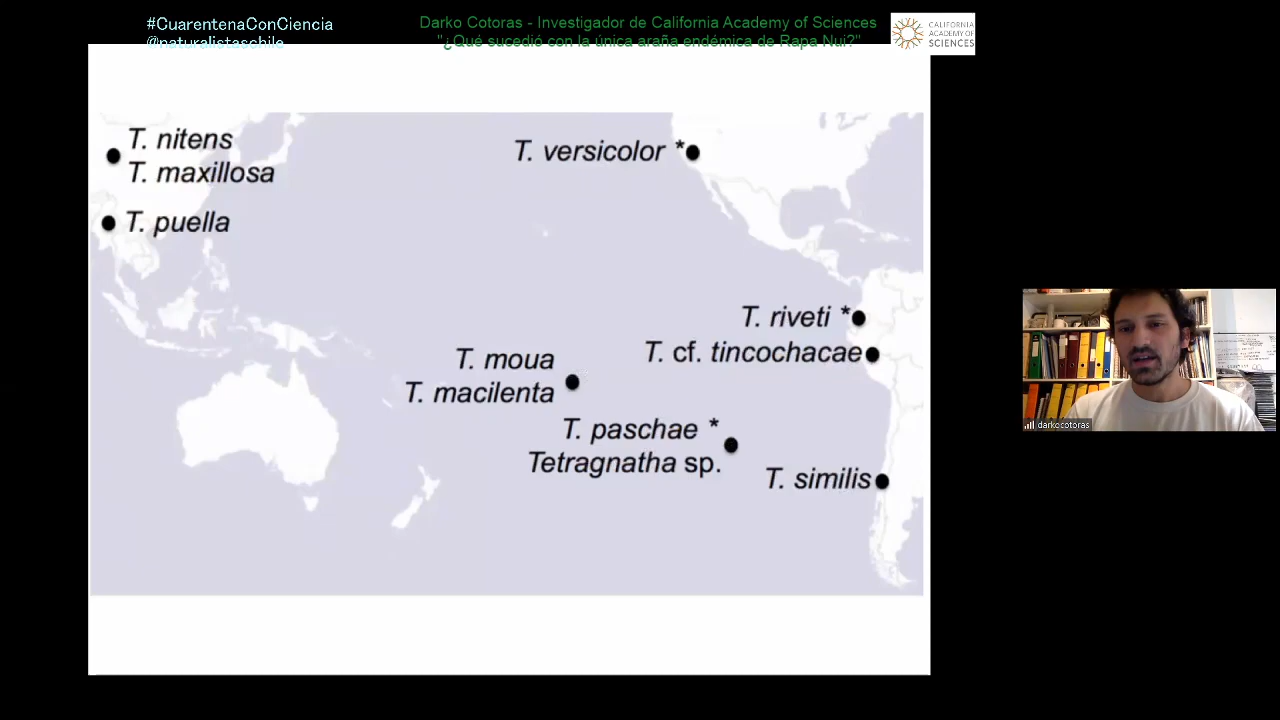 #CuarentenaConCiencia
@naturalistaschile
Darko Cotoras - Investigador de California Academy of Sciences
"¿Qué sucedió con la única araña endémica de Rapa Nui?"
CALIFORNIA
ACADEMY OF
SCIENCES
T. nitens
T. maxillosa
T. puella
T. versicolor *
T. riveti *
T. cf. tincochacae
T. moua
T. macilenta
T. paschae *
Tetragnatha sp.
T. similis
darkocotoras